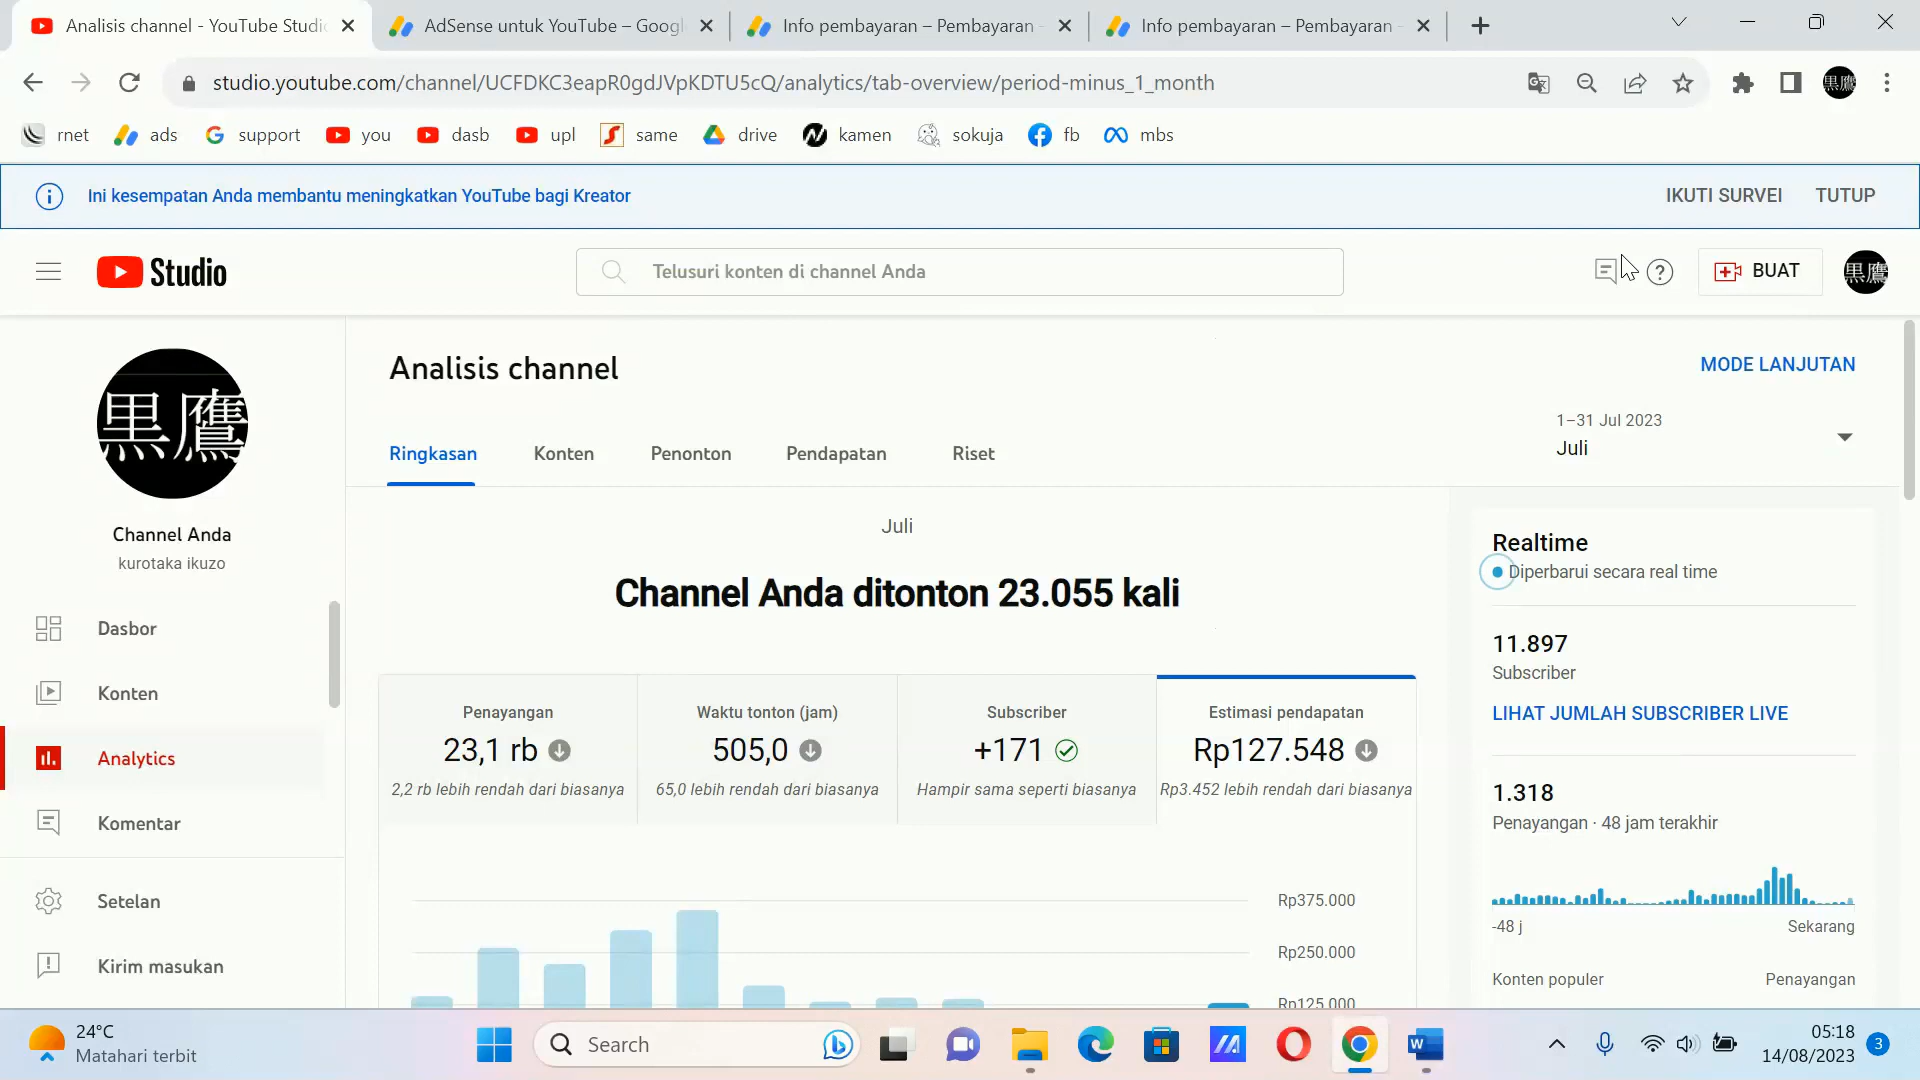 Analisis channel - YouTube Studi
AdSense untuk YouTube – Googl
Info pembayaran – Pembayaran -
Info pembayaran – Pembayaran -
studio.youtube.com/channel/UCFDKC3eapR0gdJVpKDTU5cQ/analytics/tab-overview/period-minus_1_month
黒鷹
rnet
ads
support
you
dasb
upl
same
drive
kamen
sokuja
fb
mbs
Ini kesempatan Anda membantu meningkatkan YouTube bagi Kreator
IKUTI SURVEI
TUTUP
Studio
Telusuri konten di channel Anda
BUAT
黒鷹
黒鷹
Channel Anda
kurotaka ikuzo
Dasbor
Konten
Analytics
Komentar
Setelan
Kirim masukan
Analisis channel
MODE LANJUTAN
1–31 Jul 2023
Juli
Ringkasan
Konten
Penonton
Pendapatan
Riset
Juli
Channel Anda ditonton 23.055 kali
Penayangan
23,1 rb
2,2 rb lebih rendah dari biasanya
Waktu tonton (jam)
505,0
65,0 lebih rendah dari biasanya
Subscriber
+171
Hampir sama seperti biasanya
Estimasi pendapatan
Rp127.548
Rp3.452 lebih rendah dari biasanya
Rp375.000
Rp250.000
Rp125.000
Realtime
Diperbarui secara real time
11.897
Subscriber
LIHAT JUMLAH SUBSCRIBER LIVE
1.318
Penayangan · 48 jam terakhir
-48 j
Sekarang
Konten populer
Penayangan
24°C
Matahari terbit
Search
05:18
14/08/2023
3